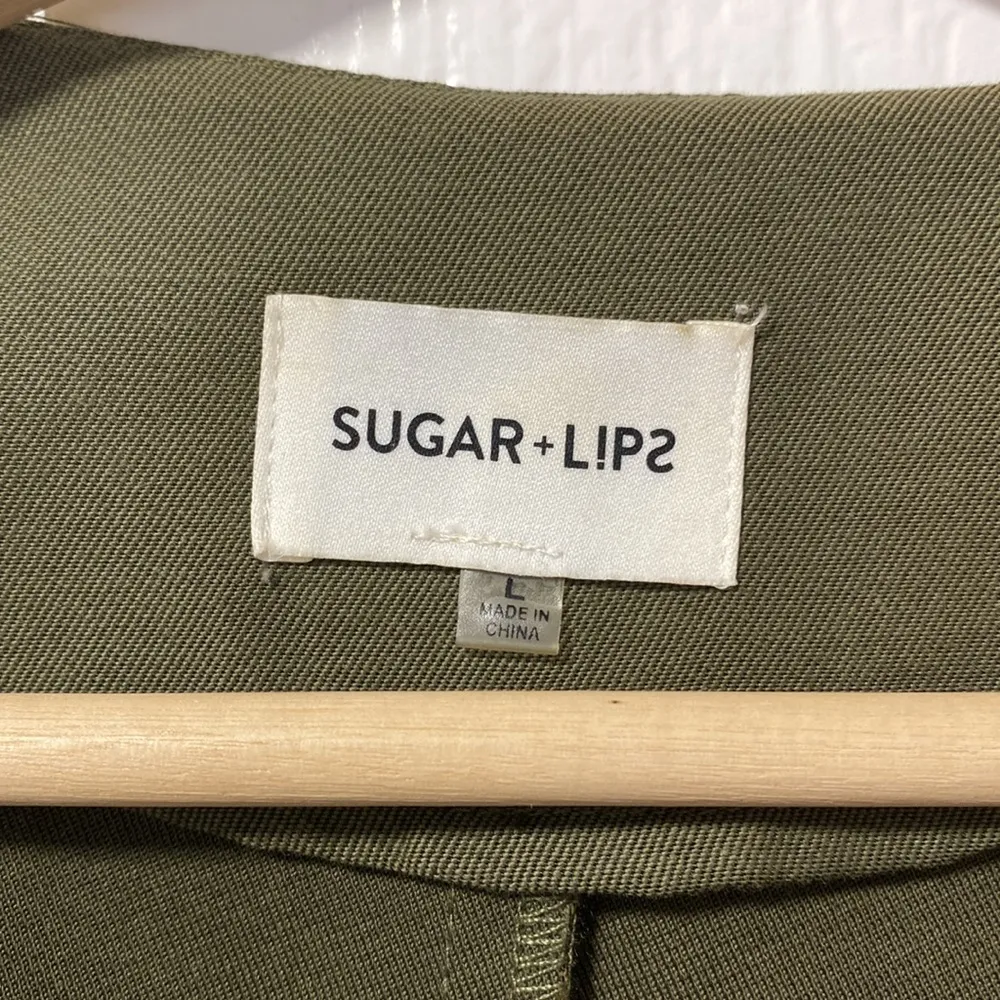 SUGAR + L!PS
L
MADE IN
CHINA